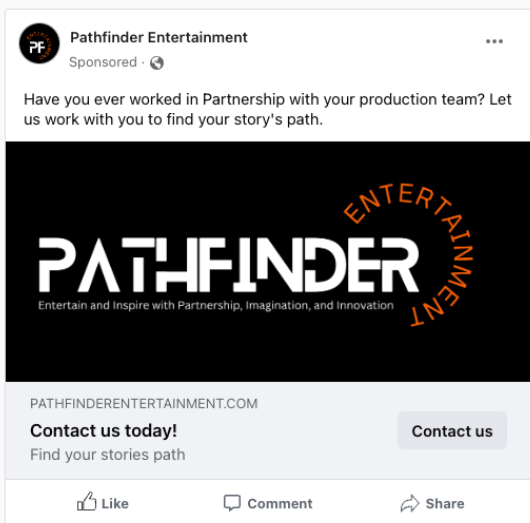 PF
Pathfinder Entertainment
Sponsored ·
Have you ever worked in Partnership with your production team? Let
us work with you to find your story's path.
ENTERTAINMENT
PATHFINDER
Entertain and Inspire with Partnership, Imagination, and Innovation
PATHFINDERENTERTAINMENT.COM
Contact us today!
Find your stories path
Contact us
Like
Comment
Share